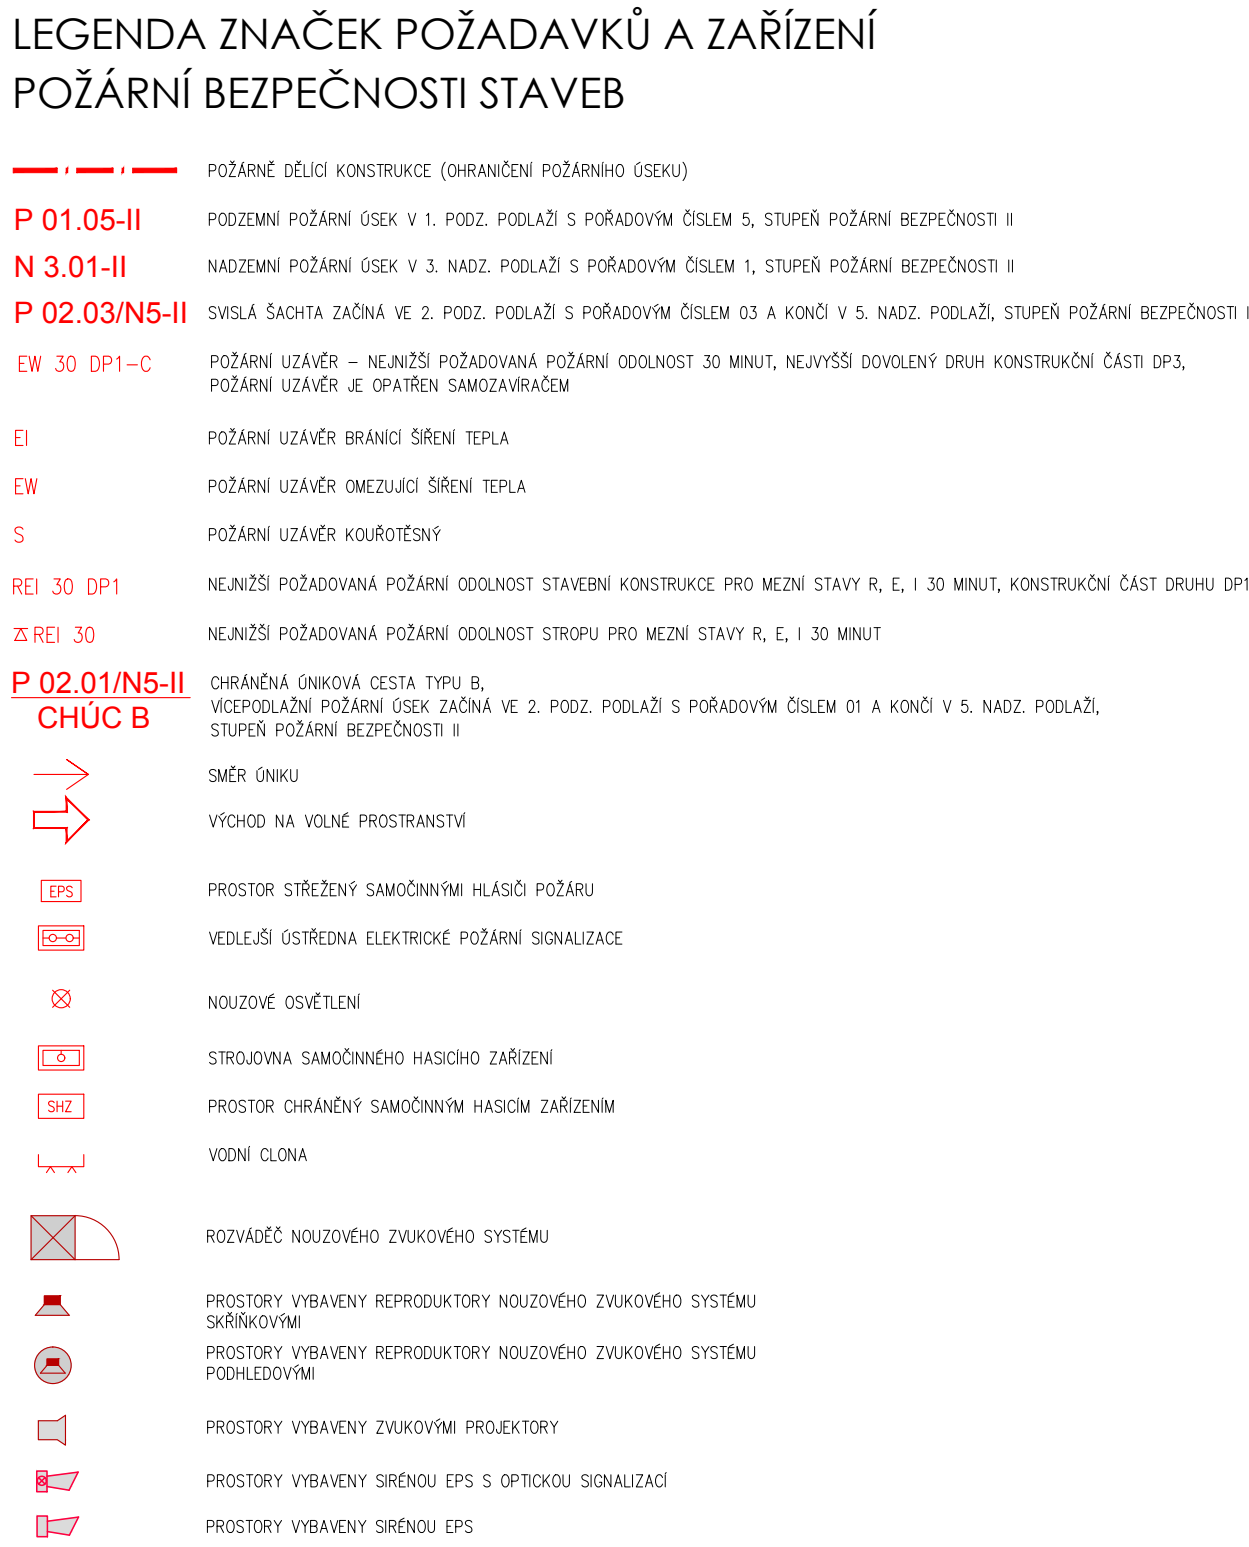 LEGENDA ZNAČEK POŽADAVKŮ A ZAŘÍZENÍ
POŽÁRNÍ BEZPEČNOSTI STAVEB
POŽÁRNĚ DĚLÍCÍ KONSTRUKCE (OHRANIČENÍ POŽÁRNÍHO ÚSEKU)
P 01.05-II PODZEMNÍ POŽÁRNÍ ÚSEK V 1. PODZ. PODLAŽÍ S POŘADOVÝM ČÍSLEM 5, STUPEŇ POŽÁRNÍ BEZPEČNOSTI II
N 3.01-II NADZEMNÍ POŽÁRNÍ ÚSEK V 3. NADZ. PODLAŽÍ S POŘADOVÝM ČÍSLEM 1, STUPEŇ POŽÁRNÍ BEZPEČNOSTI II
P 02.03/N5-II SVISLÁ ŠACHTA ZAČÍNÁ VE 2. PODZ. PODLAŽÍ S POŘADOVÝM ČÍSLEM 03 A KONČÍ V 5. NADZ. PODLAŽÍ, STUPEŇ POŽÁRNÍ BEZPEČNOSTI I
EW 30 DP1-C POŽÁRNÍ UZÁVĚR – NEJNIŽŠÍ POŽADOVANÁ POŽÁRNÍ ODOLNOST 30 MINUT, NEJVYŠŠÍ DOVOLENÝ DRUH KONSTRUKČNÍ ČÁSTI DP3,
POŽÁRNÍ UZÁVĚR JE OPATŘEN SAMOZAVÍRAČEM
EI POŽÁRNÍ UZÁVĚR BRÁNÍCÍ ŠÍŘENÍ TEPLA
EW POŽÁRNÍ UZÁVĚR OMEZUJÍCÍ ŠÍŘENÍ TEPLA
S POŽÁRNÍ UZÁVĚR KOUŘOTĚSNÝ
REI 30 DP1 NEJNIŽŠÍ POŽADOVANÁ POŽÁRNÍ ODOLNOST STAVEBNÍ KONSTRUKCE PRO MEZNÍ STAVY R, E, I 30 MINUT, KONSTRUKČNÍ ČÁST DRUHU DP1
REI 30 NEJNIŽŠÍ POŽADOVANÁ POŽÁRNÍ ODOLNOST STROPU PRO MEZNÍ STAVY R, E, I 30 MINUT
P 02.01/N5-II CHRÁNĚNÁ ÚNIKOVÁ CESTA TYPU B,
CHÚC B VÍCEPODLAŽNÍ POŽÁRNÍ ÚSEK ZAČÍNÁ VE 2. PODZ. PODLAŽÍ S POŘADOVÝM ČÍSLEM 01 A KONČÍ V 5. NADZ. PODLAŽÍ,
STUPEŇ POŽÁRNÍ BEZPEČNOSTI II
SMĚR ÚNIKU
VÝCHOD NA VOLNÉ PROSTRANSTVÍ
EPS PROSTOR STŘEŽENÝ SAMOČINNÝMI HLÁSIČI POŽÁRU
VEDLEJŠÍ ÚSTŘEDNA ELEKTRICKÉ POŽÁRNÍ SIGNALIZACE
NOUZOVÉ OSVĚTLENÍ
STROJOVNA SAMOČINNÉHO HASICÍHO ZAŘÍZENÍ
SHZ PROSTOR CHRÁNĚNÝ SAMOČINNÝM HASICÍM ZAŘÍZENÍM
VODNÍ CLONA
ROZVÁDĚČ NOUZOVÉHO ZVUKOVÉHO SYSTÉMU
PROSTORY VYBAVENY REPRODUKTORY NOUZOVÉHO ZVUKOVÉHO SYSTÉMU
SKŘÍŇKOVÝMI
PROSTORY VYBAVENY REPRODUKTORY NOUZOVÉHO ZVUKOVÉHO SYSTÉMU
PODHLEDOVÝMI
PROSTORY VYBAVENY ZVUKOVÝMI PROJEKTORY
PROSTORY VYBAVENY SIRÉNOU EPS S OPTICKOU SIGNALIZACÍ
PROSTORY VYBAVENY SIRÉNOU EPS